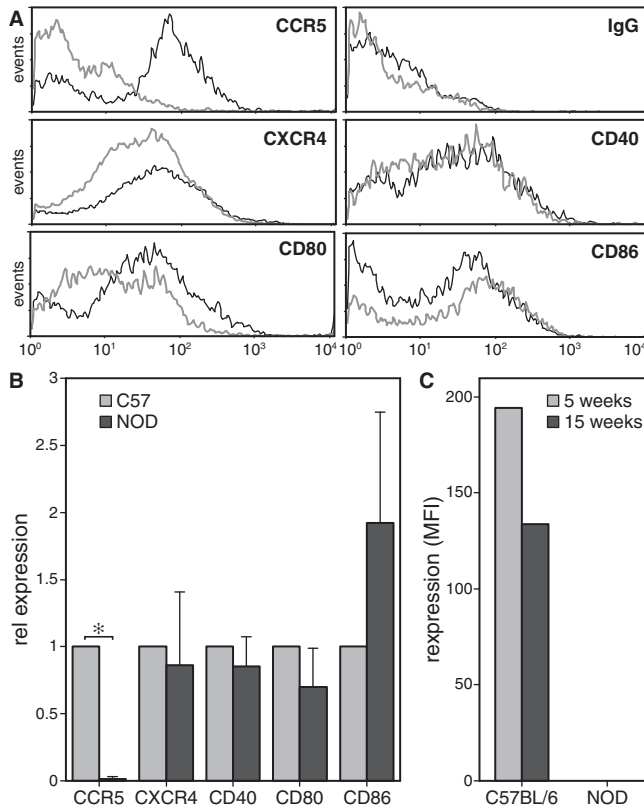 A
CCR5
IgG
events
CXCR4
CD40
events
CD80
CD86
events
10⁰ 10¹ 10² 10³ 10⁴ 10⁰ 10¹ 10² 10³ 10⁴
B
C57
NOD
rel expression
3
2.5
2
1.5
1
0.5
0
*
CCR5 CXCR4 CD40 CD80 CD86
C
5 weeks
15 weeks
rexpression (MFI)
200
150
100
50
0
C57BL/6 NOD